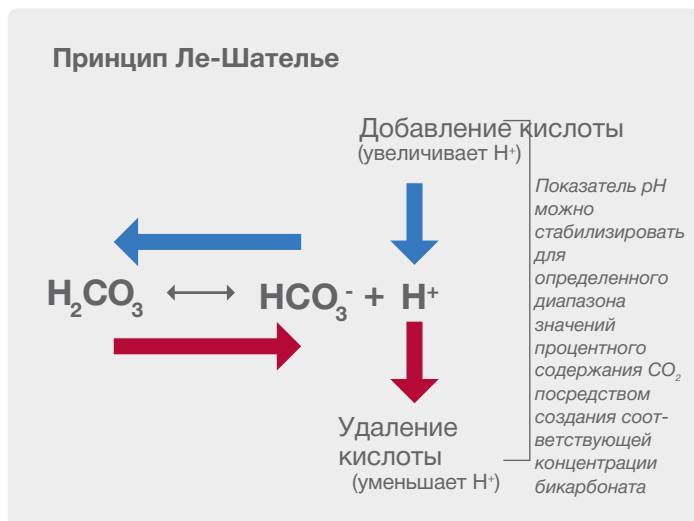 Принцип Ле-Шателье
Добавление кислоты
(увеличивает H⁺)
H₂CO₃ ⟷ HCO₃⁻ + H⁺
Удаление
кислоты
(уменьшает H⁺)
Показатель pH
можно
стабилизировать
для
определенного
диапазона
значений
процентного
содержания CO₂
посредством
создания соот-
ветствующей
концентрации
бикарбоната